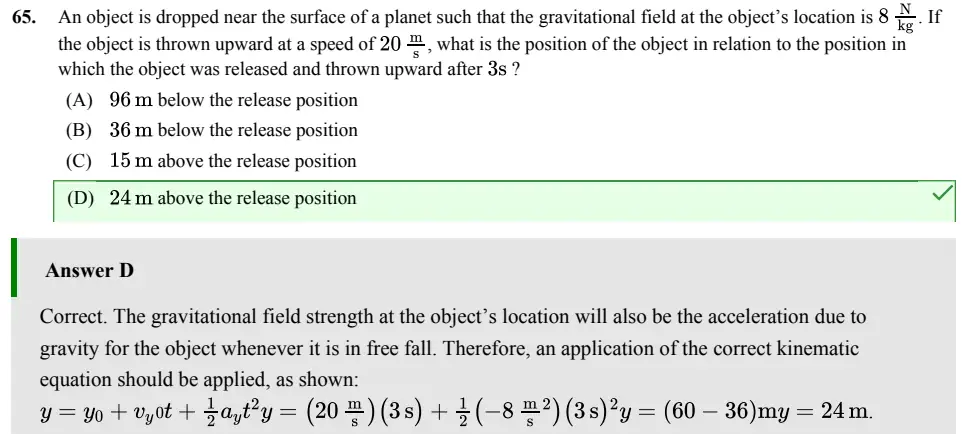 65. An object is dropped near the surface of a planet such that the gravitational field at the object's location is 8 N/kg. If
the object is thrown upward at a speed of 20 m/s, what is the position of the object in relation to the position in
which the object was released and thrown upward after 3s ?
(A) 96 m below the release position
(B) 36 m below the release position
(C) 15 m above the release position
(D) 24 m above the release position
Answer D
Correct. The gravitational field strength at the object's location will also be the acceleration due to
gravity for the object whenever it is in free fall. Therefore, an application of the correct kinematic
equation should be applied, as shown:
y = y₀ + v_y0t + ½a_yt²y = (20 m/s)(3 s) + ½(−8 m/s²)(3 s)²y = (60 − 36)my = 24 m.